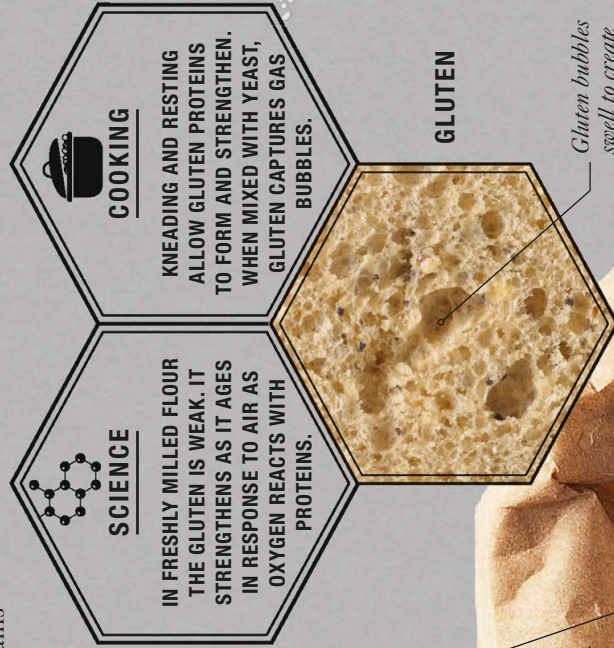 SCIENCE
IN FRESHLY MILLED FLOUR
THE GLUTEN IS WEAK. IT
STRENGTHENS AS IT AGES
IN RESPONSE TO AIR AS
OXYGEN REACTS WITH
PROTEINS.
COOKING
KNEADING AND RESTING
ALLOW GLUTEN PROTEINS
TO FORM AND STRENGTHEN.
WHEN MIXED WITH YEAST,
GLUTEN CAPTURES GAS
BUBBLES.
GLUTEN
Gluten bubbles
swell to create